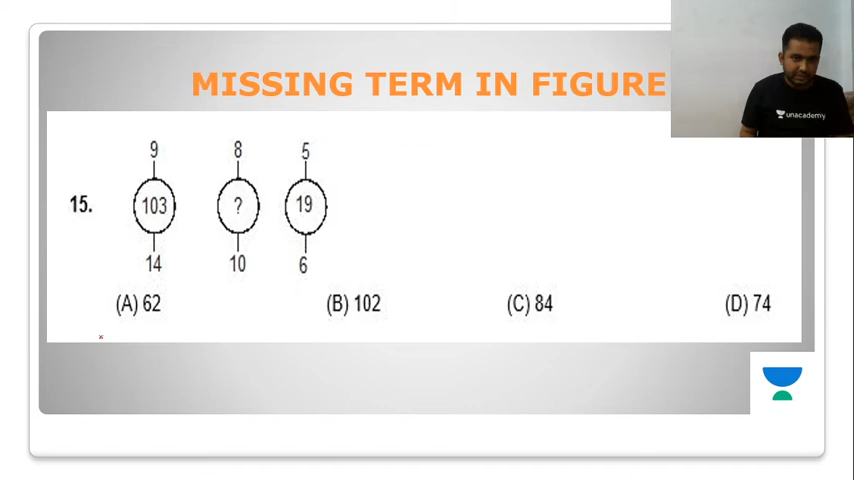 MISSING TERM IN FIGURE
unacademy
9 8 5
15. 103 ? 19
14 10 6
(A) 62 (B) 102 (C) 84 (D) 74